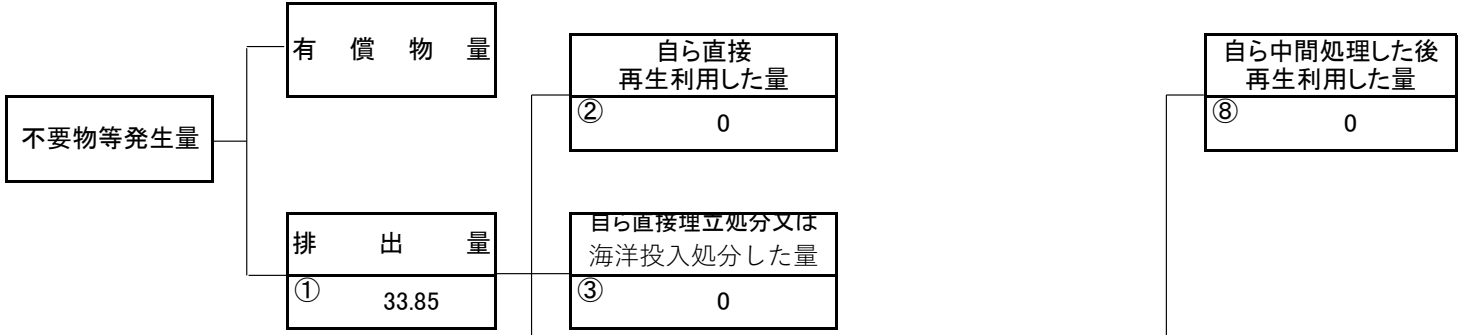 有償物量
自ら直接
再生利用した量
② 0
自ら中間処理した後
再生利用した量
⑧ 0
不要物等発生量
排出量
① 33.85
自ら直接埋立処分又は
海洋投入処分した量
③ 0